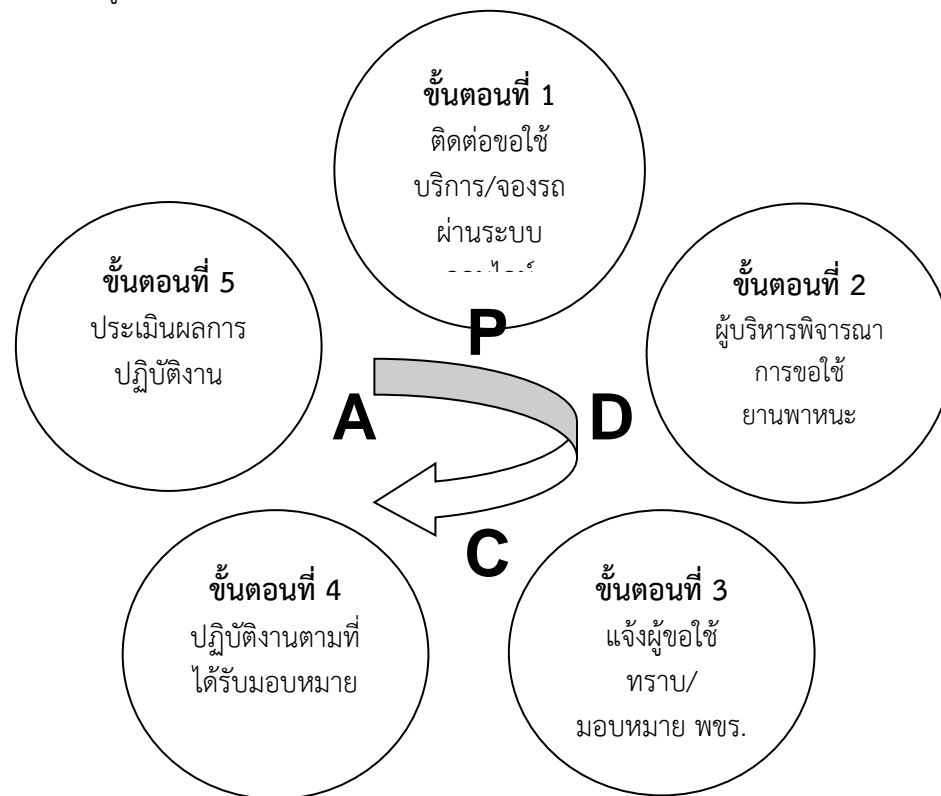 ขั้นตอนที่ 1
ติดต่อขอใช้
บริการ/จองรถ
ผ่านระบบ
ขั้นตอนที่ 5
ประเมินผลการ
ปฏิบัติงาน
ขั้นตอนที่ 2
ผู้บริหารพิจารณา
การขอใช้
ยานพาหนะ
P
A
D
C
ขั้นตอนที่ 4
ปฏิบัติงานตามที่
ได้รับมอบหมาย
ขั้นตอนที่ 3
แจ้งผู้ขอใช้
ทราบ/
มอบหมาย พขร.